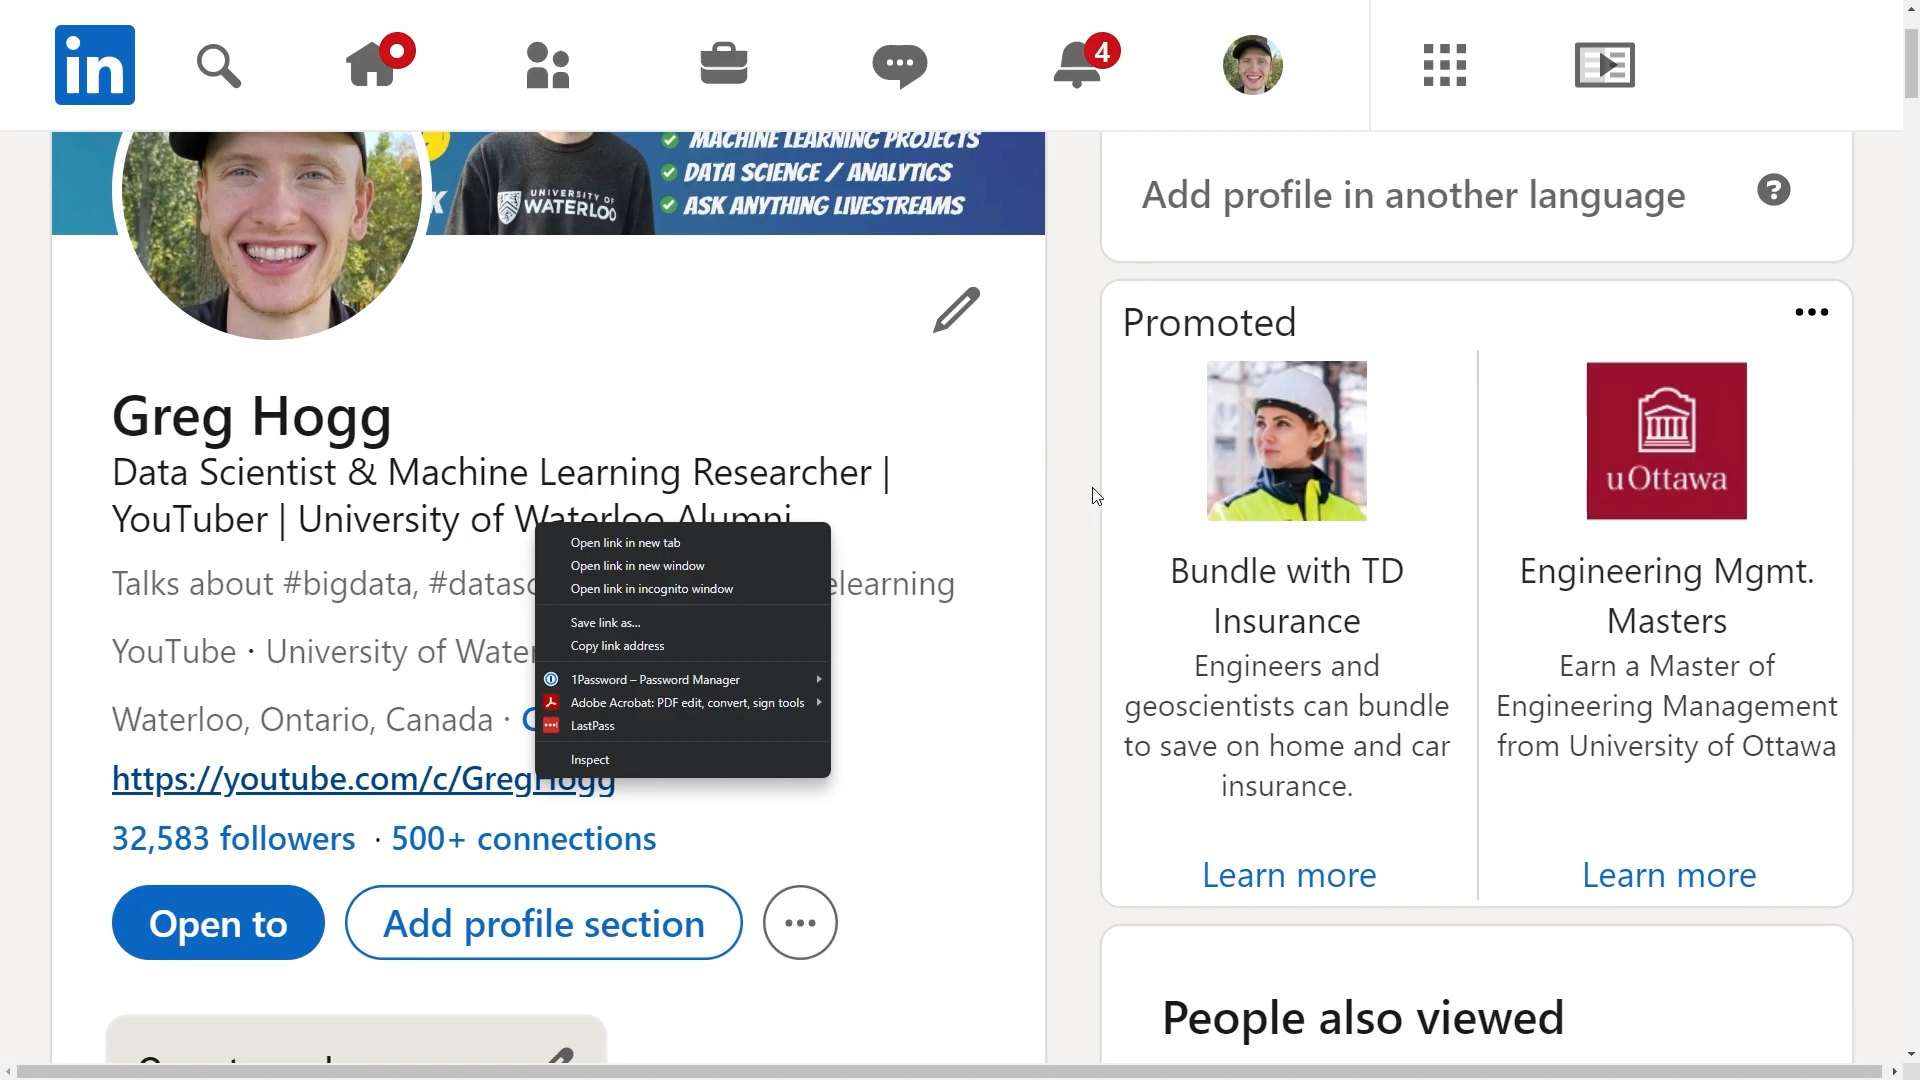 in
4
MACHINE LEARNING PROJECTS
DATA SCIENCE / ANALYTICS
ASK ANYTHING LIVESTREAMS
K
UNIVERSITY OF
WATERLOO
Add profile in another language
?
Promoted
Greg Hogg
Data Scientist & Machine Learning Researcher |
YouTuber | University of Waterloo Alumni
Talks about #bigdata, #datasc
elearning
YouTube · University of Water
Waterloo, Ontario, Canada · C
https://youtube.com/c/GregHogg
32,583 followers · 500+ connections
Open to
Add profile section
Open link in new tab
Open link in new window
Open link in incognito window
Save link as...
Copy link address
1Password – Password Manager
Adobe Acrobat: PDF edit, convert, sign tools
LastPass
Inspect
uOttawa
Bundle with TD
Insurance
Engineers and
geoscientists can bundle
to save on home and car
insurance.
Learn more
Engineering Mgmt.
Masters
Earn a Master of
Engineering Management
from University of Ottawa
Learn more
People also viewed